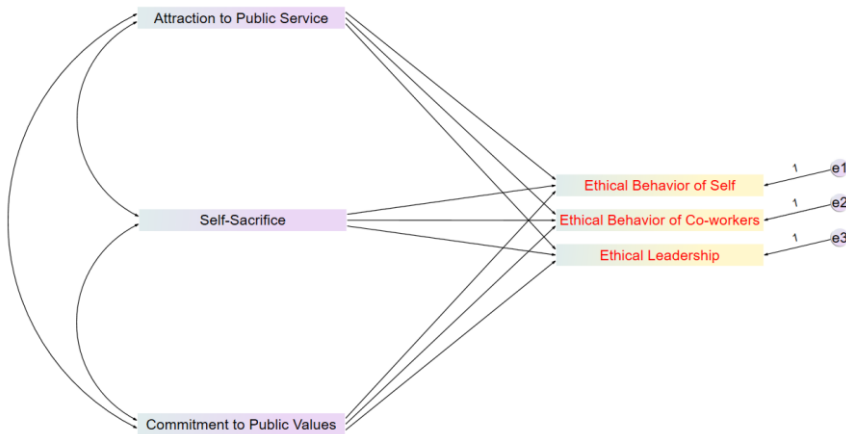 Attraction to Public Service
Self-Sacrifice
Commitment to Public Values
Ethical Behavior of Self
Ethical Behavior of Co-workers
Ethical Leadership
1
e1
1
e2
1
e3